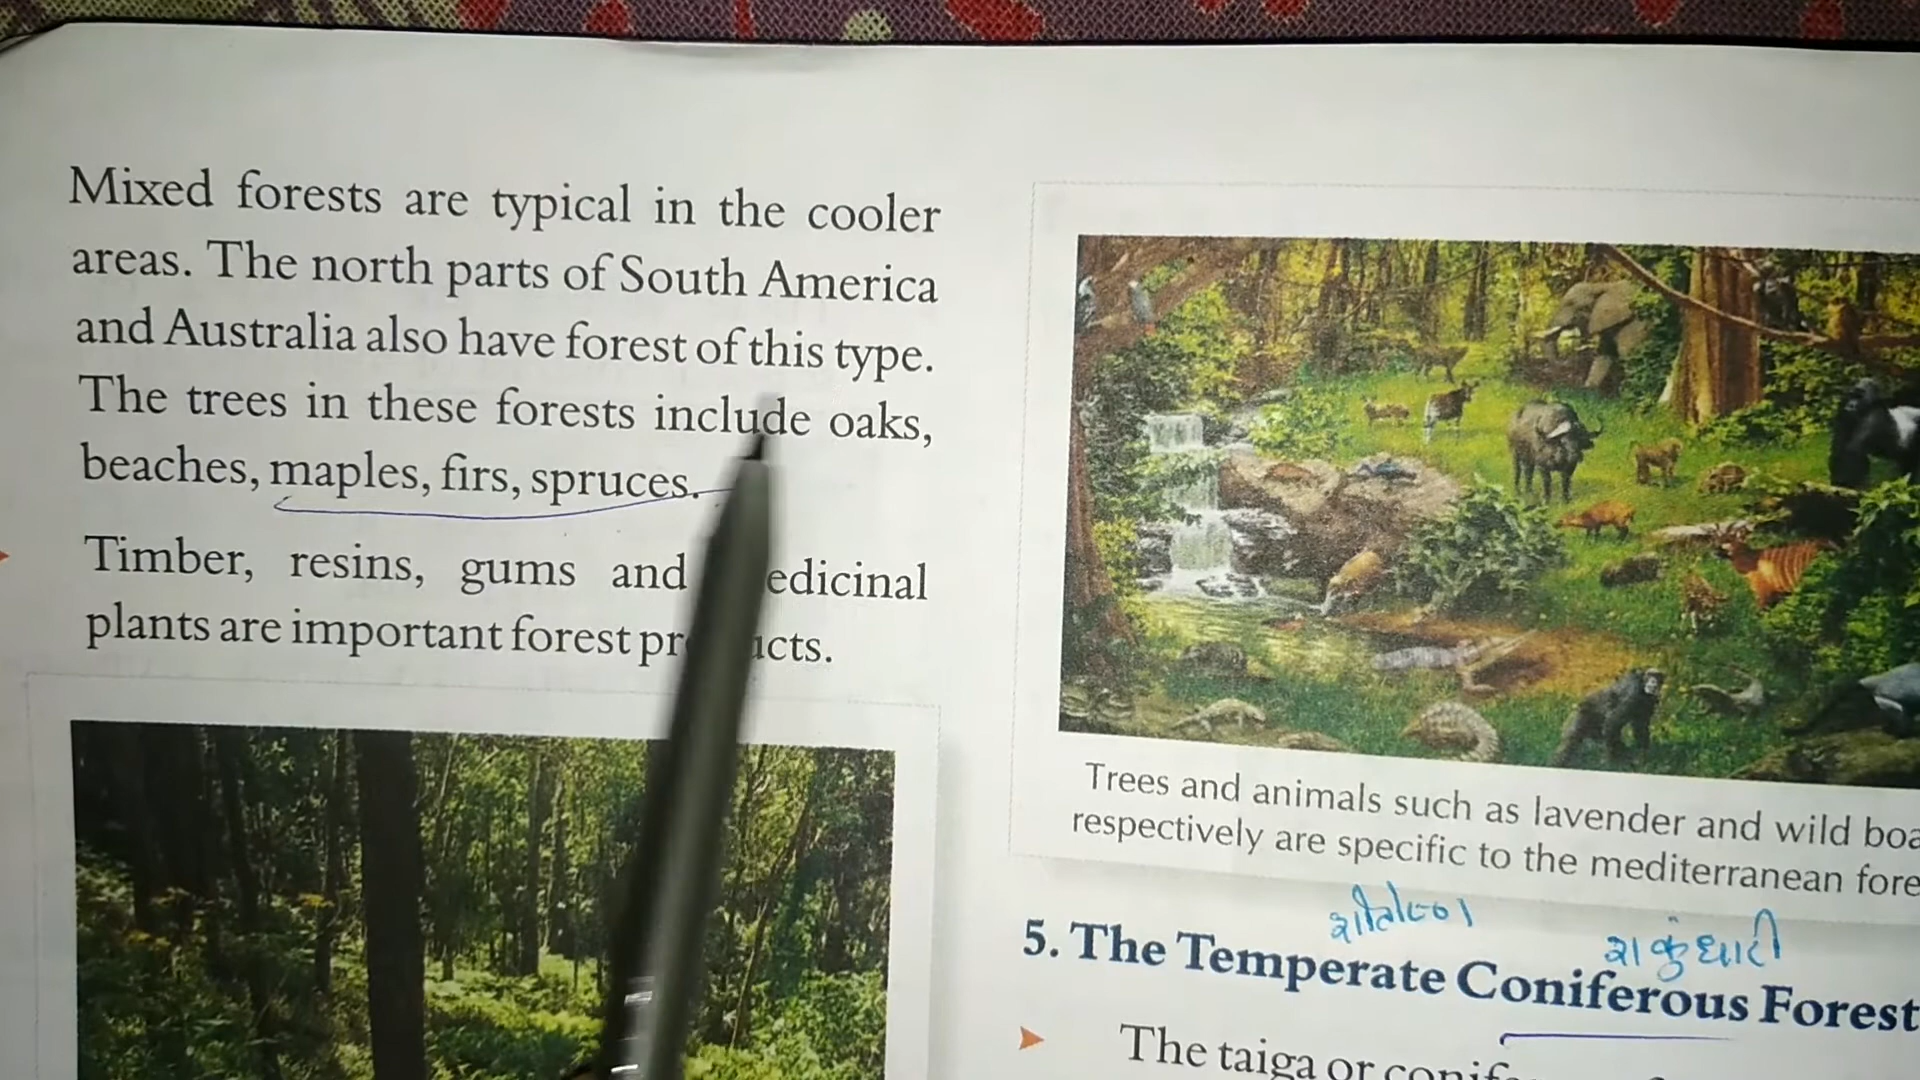 Mixed forests are typical in the cooler
areas. The north parts of South America
and Australia also have forest of this type.
The trees in these forests include oaks,
beaches, maples, firs, spruces.
Timber, resins, gums and edicinal
plants are important forest pr ucts.
Trees and animals such as lavender and wild boa
respectively are specific to the mediterranean fore
5. The Temperate Coniferous Forest
The taiga or conif